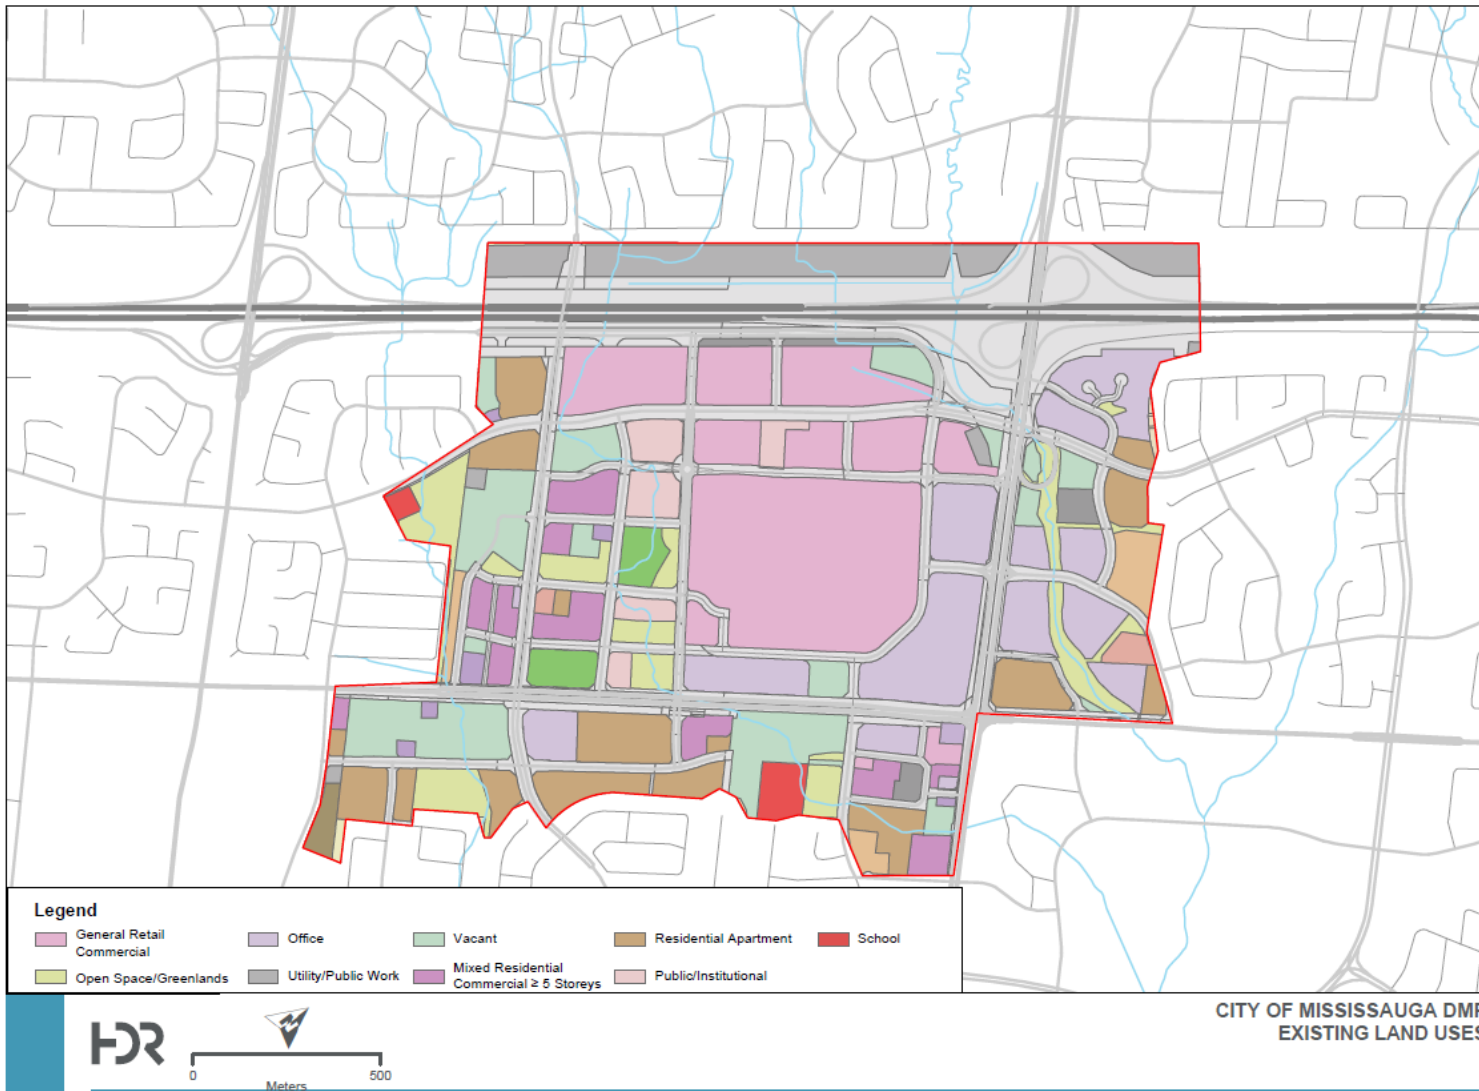 Legend
General Retail
Commercial
Office
Vacant
Residential Apartment
School
Open Space/Greenlands
Utility/Public Work
Mixed Residential
Commercial ≥ 5 Storeys
Public/Institutional
HDR
0
500
Meters
CITY OF MISSISSAUGA DMP
EXISTING LAND USES